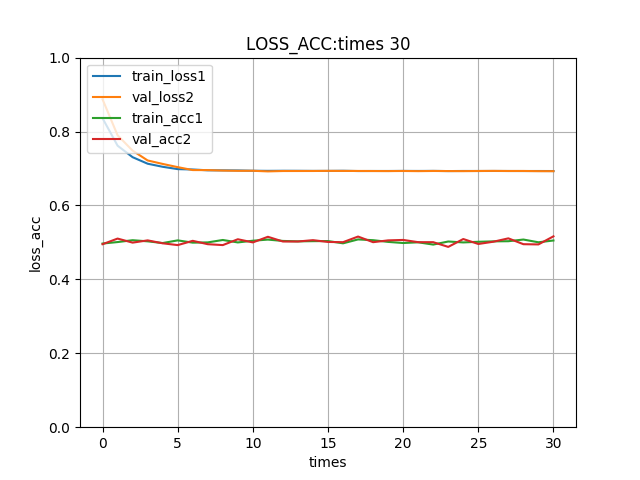 LOSS_ACC:times 30
1.0
0.8
0.6
0.4
0.2
0.0
loss_acc
train_loss1
val_loss2
train_acc1
val_acc2
0 5 10 15 20 25 30
times